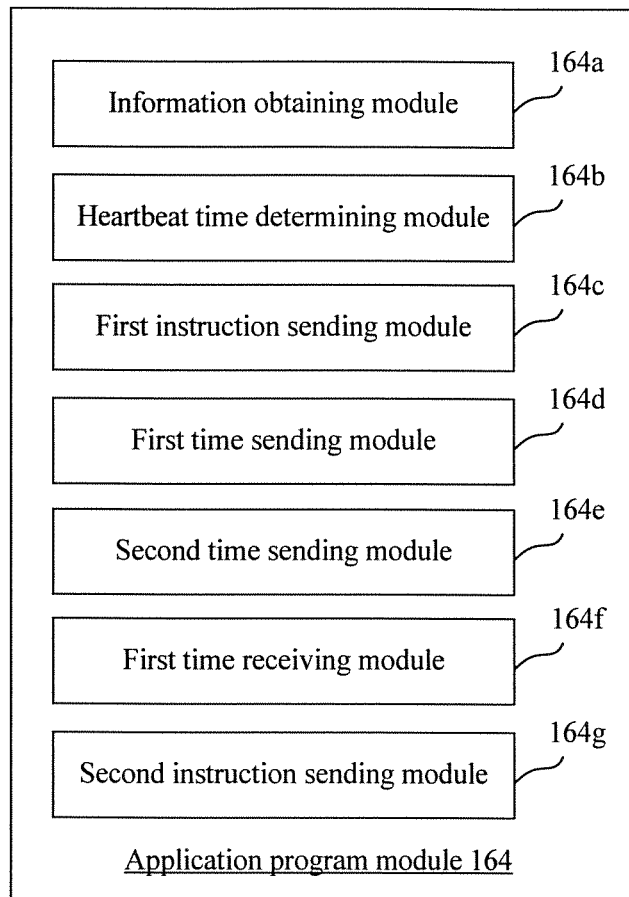 164a
Information obtaining module
164b
Heartbeat time determining module
164c
First instruction sending module
164d
First time sending module
164e
Second time sending module
164f
First time receiving module
164g
Second instruction sending module
Application program module 164